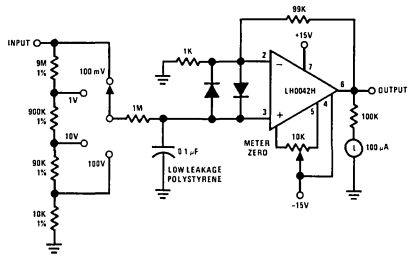 99K
+15V
INPUT
9M
1%
100 mV
1K
2
7
1V
LH0042H
6
OUTPUT
900K
1%
1M
3
5
4
100K
10V
100V
METER
ZERO
10K
0.1 μF
I
100 μA
90K
1%
LOW LEAKAGE
POLYSTYRENE
-15V
10K
1%